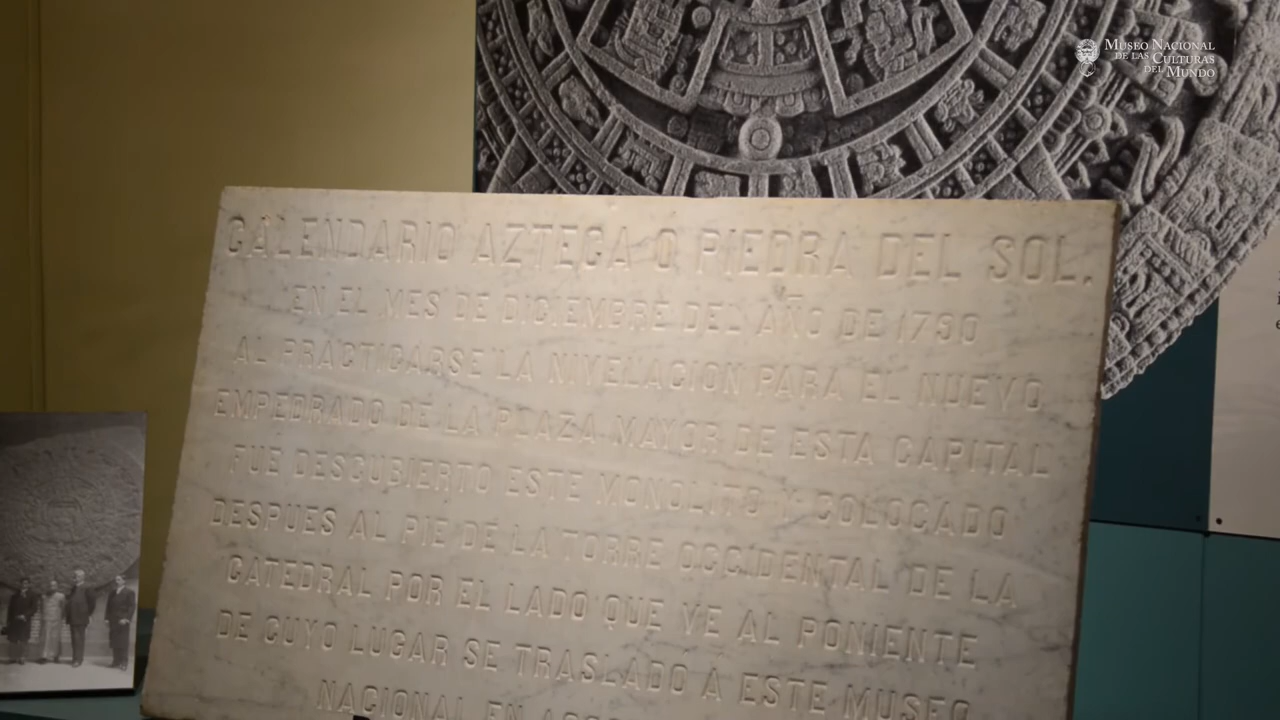 MUSEO NACIONAL
DE LAS CULTURAS
DEL MUNDO
CALENDARIO AZTECA O PIEDRA DEL SOL.
EN EL MES DE DICIEMBRE DEL AÑO DE 1790
AL PRACTICARSE LA NIVELACION PARA EL NUEVO
EMPEDRADO DE LA PLAZA MAYOR DE ESTA CAPITAL
FUE DESCUBIERTO ESTE MONOLITO Y COLOCADO
DESPUES AL PIE DE LA TORRE OCCIDENTAL DE LA
CATEDRAL POR EL LADO QUE VE AL PONIENTE
DE CUYO LUGAR SE TRASLADO A ESTE MUSEO
NACIONAL EN